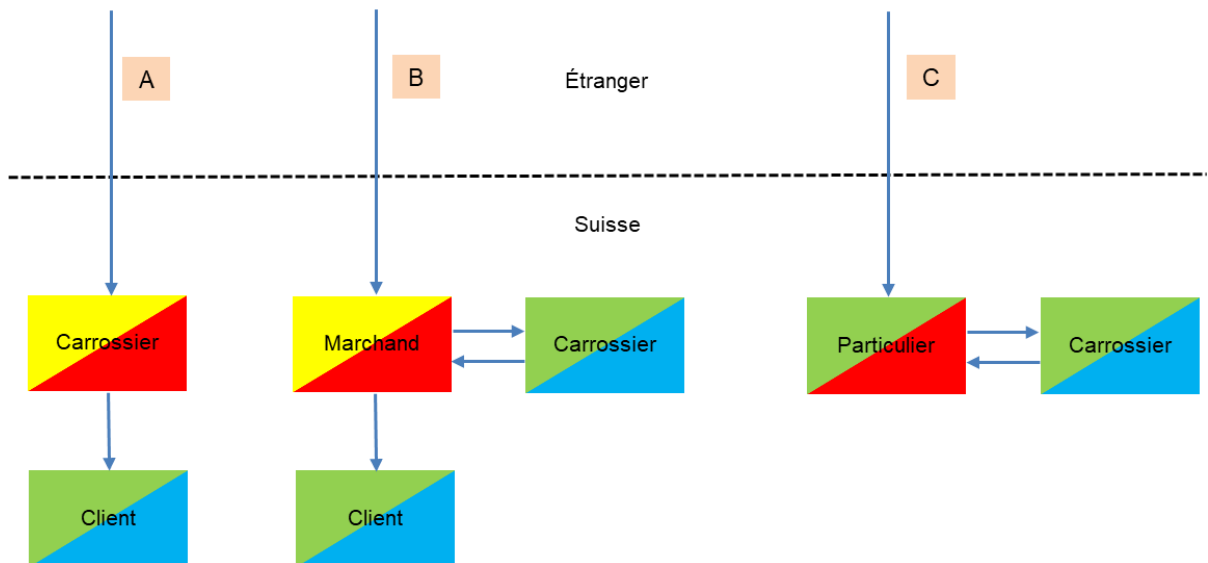 A
B
Étranger
C
Suisse
Carrossier
Marchand
Carrossier
Particulier
Carrossier
Client
Client